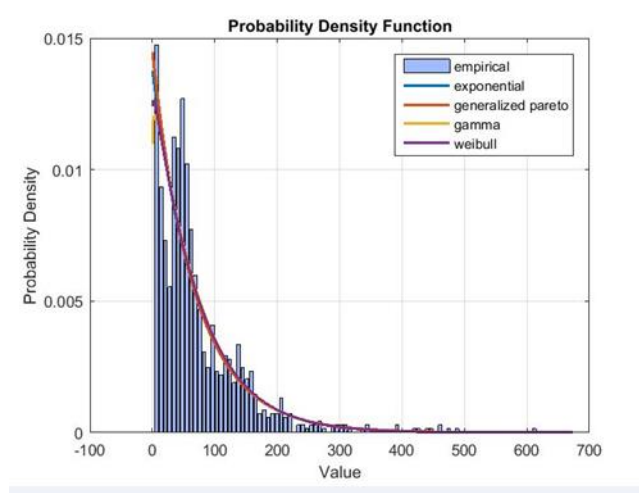 Probability Density Function
0.015
empirical
exponential
generalized pareto
gamma
weibull
0.01
Probability Density
0.005
0
-100 0 100 200 300 400 500 600 700
Value